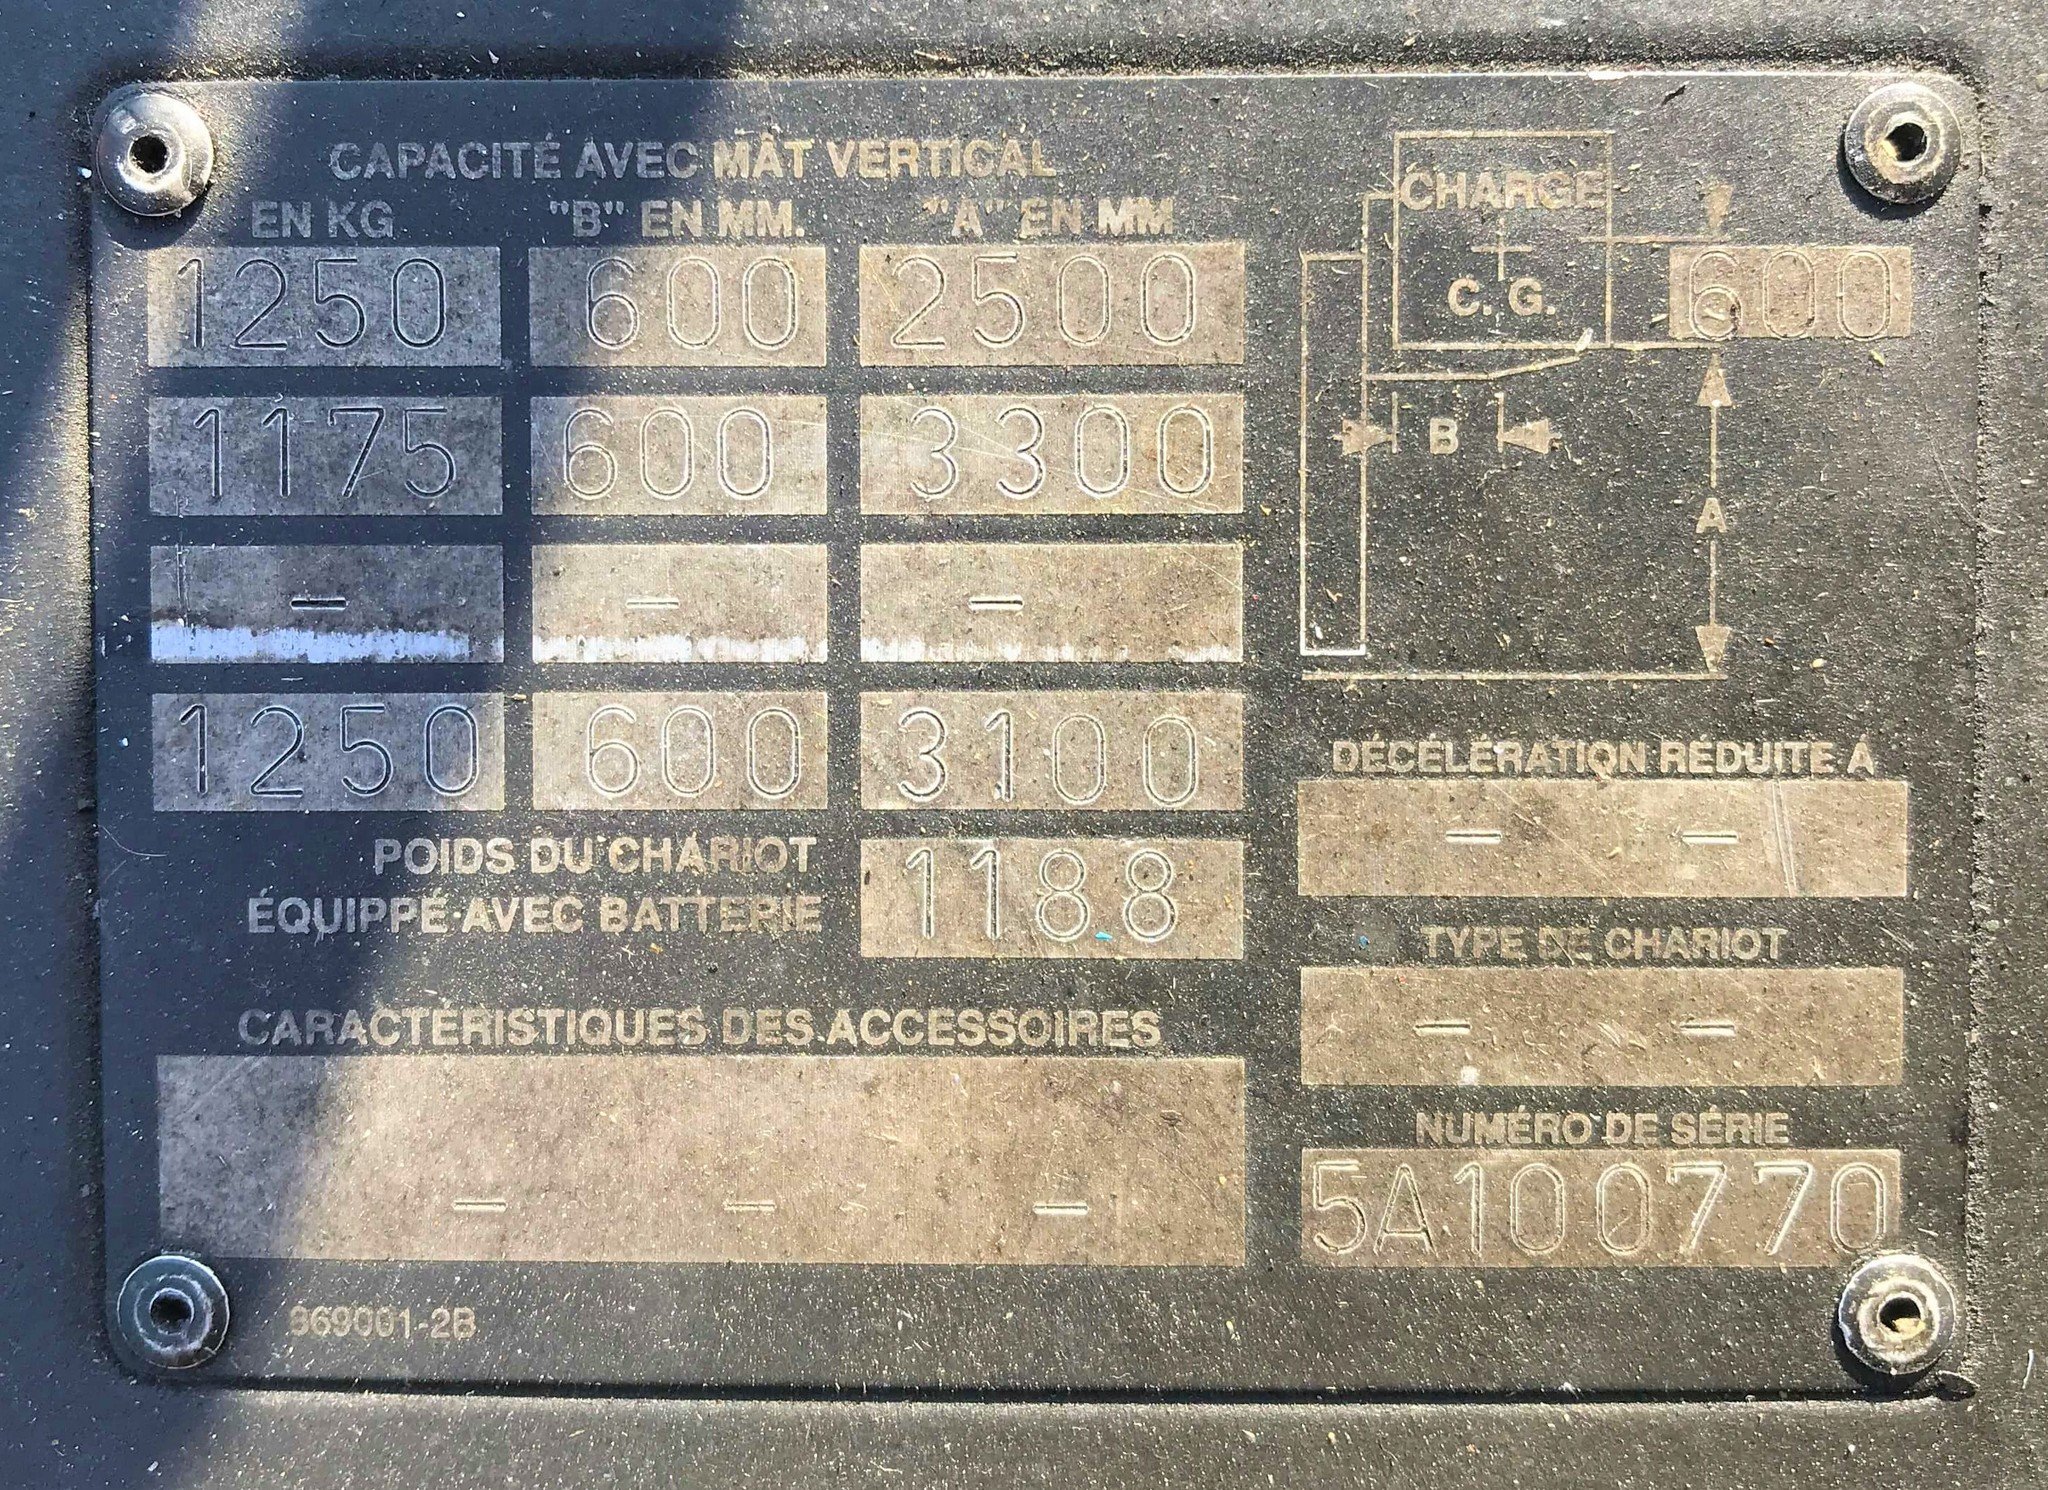 CAPACITÉ AVEC MÂT VERTICAL
EN KG "B" EN MM. "A" EN MM
1250 600 2500
1175 600 3300
- - -
1250 600 3100
POIDS DU CHARIOT
ÉQUIPPÉ AVEC BATTERIE 1188
CARACTÉRISTIQUES DES ACCESSOIRES
- - -
669001-2B
CHARGE
C. G.
600
B
A
DÉCÉLÉRATION RÉDUITE À
- -
TYPE DE CHARIOT
- -
NUMÉRO DE SÉRIE
5A100770